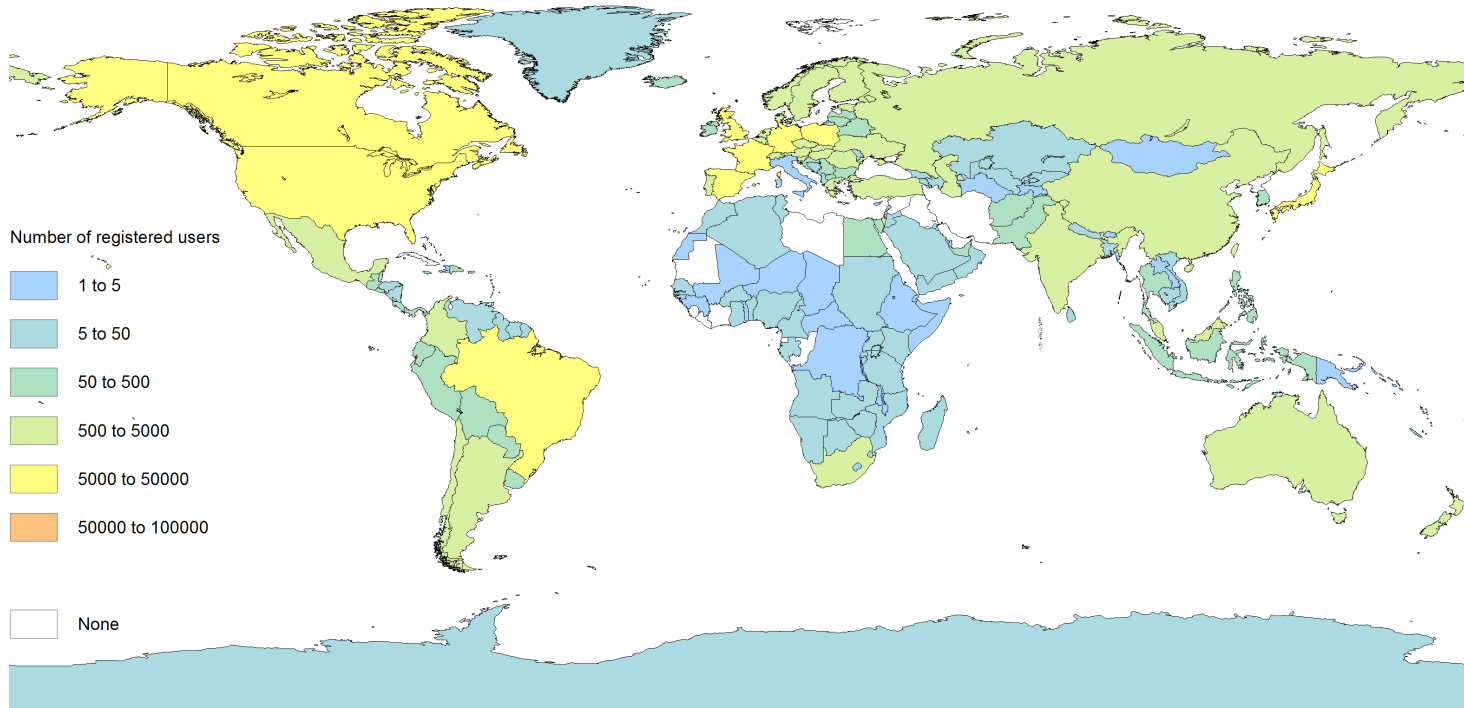 Number of registered users
1 to 5
5 to 50
50 to 500
500 to 5000
5000 to 50000
50000 to 100000
None